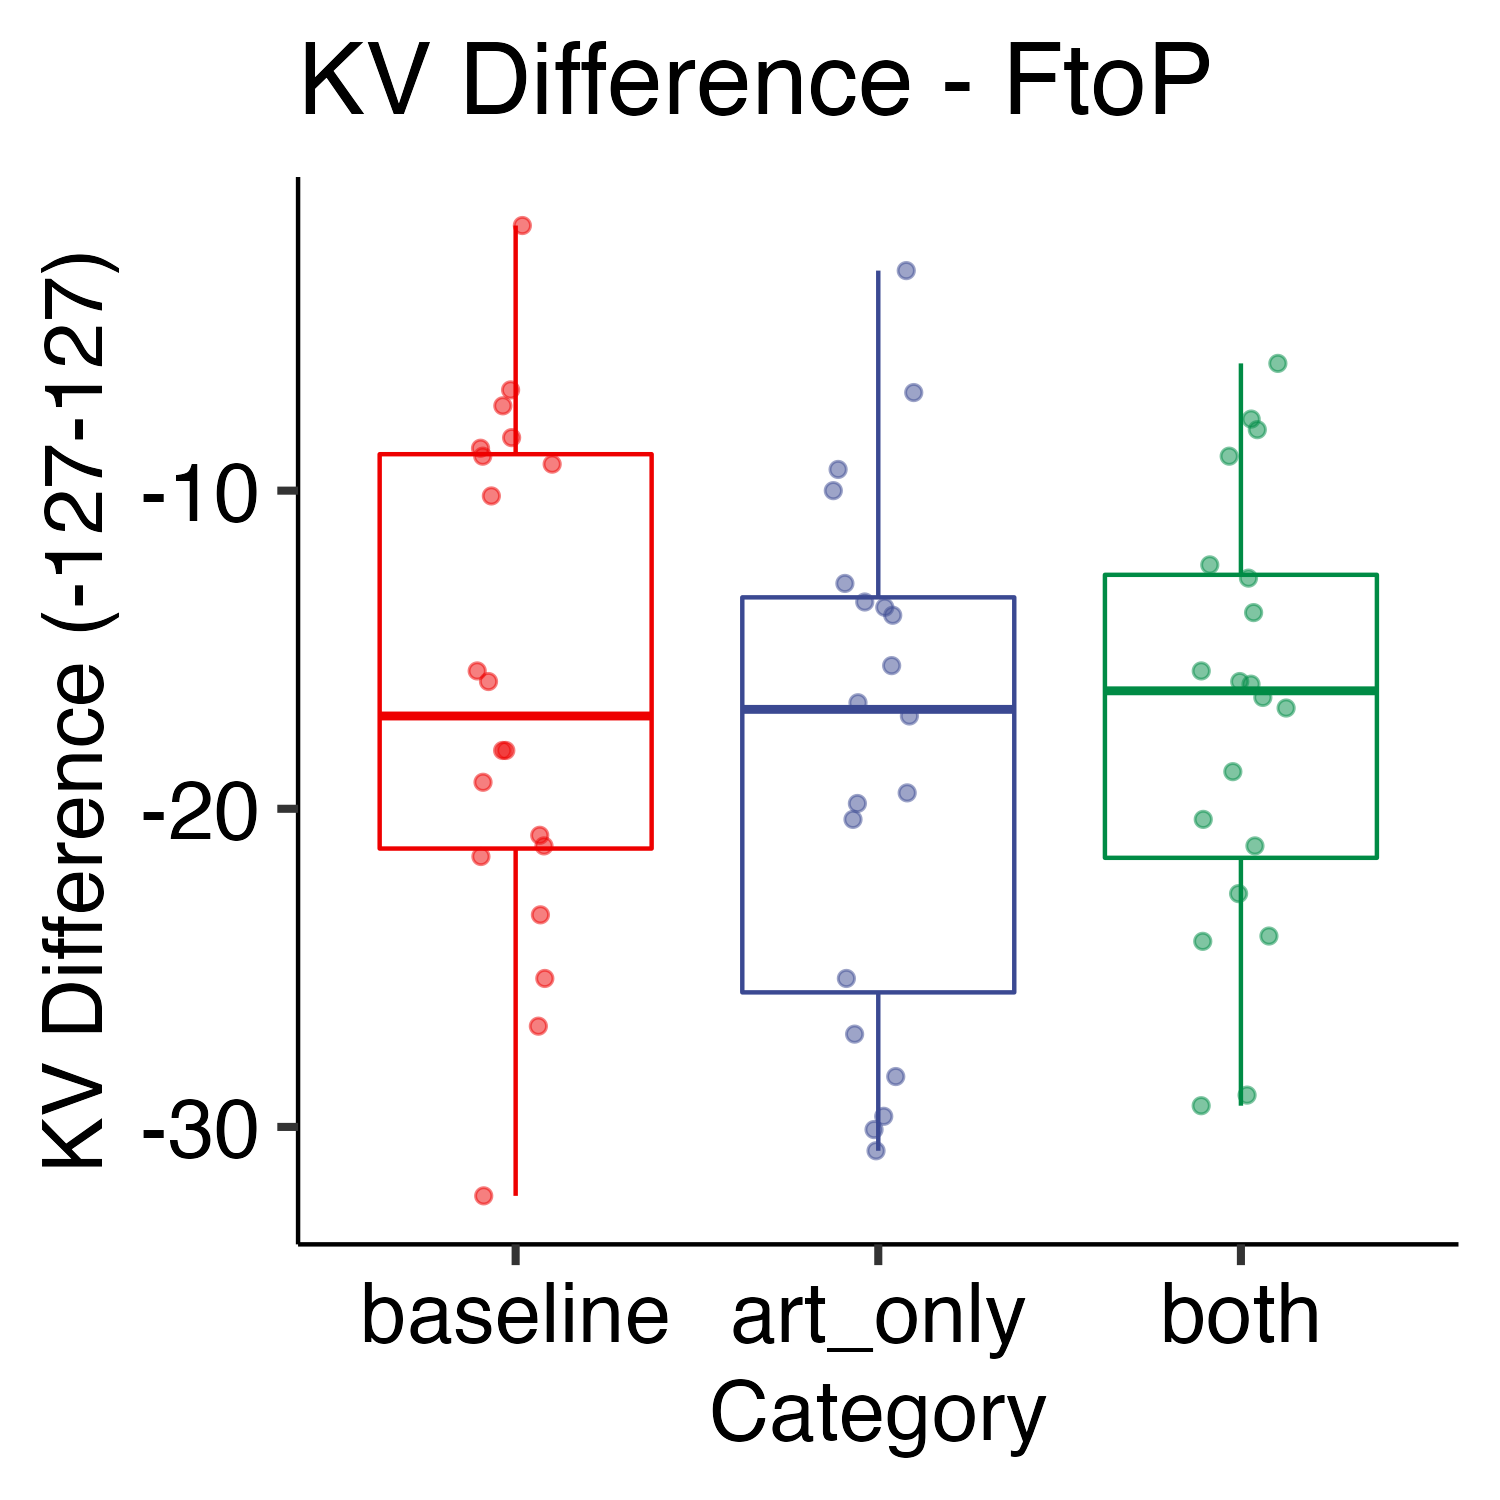 KV Difference - FtoP
KV Difference (-127-127)
-10
-20
-30
baseline art_only both
Category